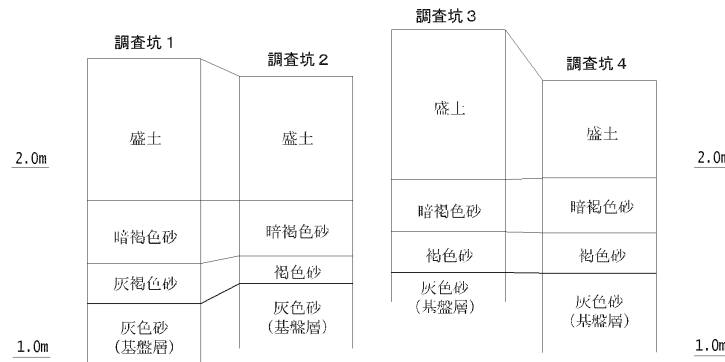 調査坑1
調査坑2
調査坑3
調査坑4
盛土
盛土
盛土
盛土
2.0m
2.0m
暗褐色砂
暗褐色砂
暗褐色砂
暗褐色砂
灰褐色砂
褐色砂
褐色砂
褐色砂
灰色砂
(基盤層)
灰色砂
(基盤層)
灰色砂
(基盤層)
灰色砂
(基盤層)
1.0m
1.0m